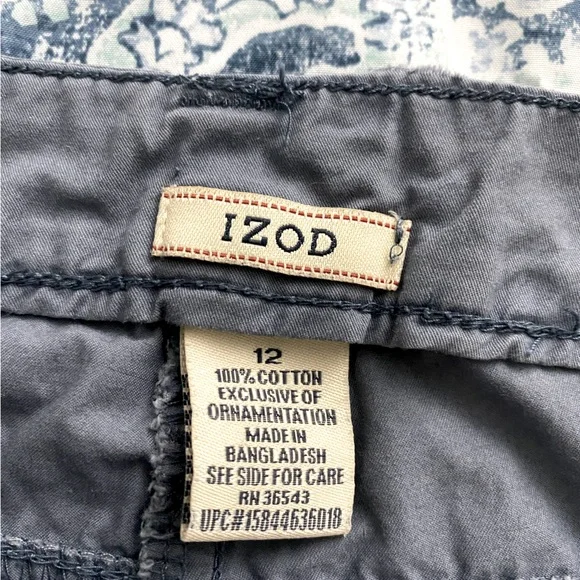 IZOD
12
100% COTTON
EXCLUSIVE OF
ORNAMENTATION
MADE IN
BANGLADESH
SEE SIDE FOR CARE
RN 36543
UPC#15844636018